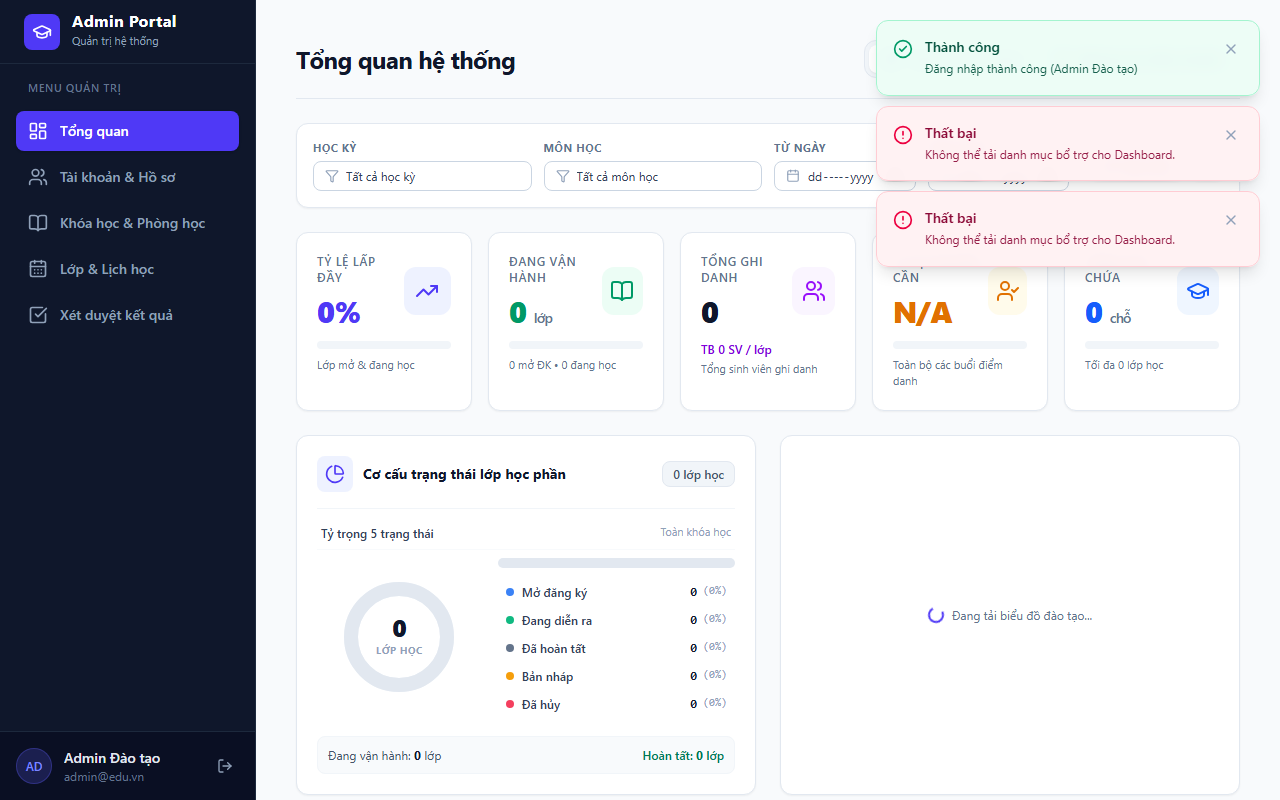 Admin Portal
Quản trị hệ thống
MENU QUẢN TRỊ
Tổng quan
Tài khoản & Hồ sơ
Khóa học & Phòng học
Lớp & Lịch học
Xét duyệt kết quả
AD
Admin Đào tạo
admin@edu.vn
Tổng quan hệ thống
Thành công
Đăng nhập thành công (Admin Đào tạo)
Thất bại
Không thể tải danh mục bổ trợ cho Dashboard.
Thất bại
Không thể tải danh mục bổ trợ cho Dashboard.
HỌC KỲ
Tất cả học kỳ
MÔN HỌC
Tất cả môn học
TỪ NGÀY
dd-----yyyy
TỶ LỆ LẤP
ĐẦY
0%
Lớp mở & đang học
ĐANG VẬN
HÀNH
0 lớp
0 mở ĐK • 0 đang học
TỔNG GHI
DANH
0
TB 0 SV / lớp
Tổng sinh viên ghi danh
CẦN
N/A
Toàn bộ các buổi điểm
danh
CHỨA
0 chỗ
Tối đa 0 lớp học
Cơ cấu trạng thái lớp học phần
0 lớp học
Tỷ trọng 5 trạng thái
Toàn khóa học
0
LỚP HỌC
Mở đăng ký 0 (0%)
Đang diễn ra 0 (0%)
Đã hoàn tất 0 (0%)
Bản nháp 0 (0%)
Đã hủy 0 (0%)
Đang vận hành: 0 lớp
Hoàn tất: 0 lớp
Đang tải biểu đồ đào tạo...